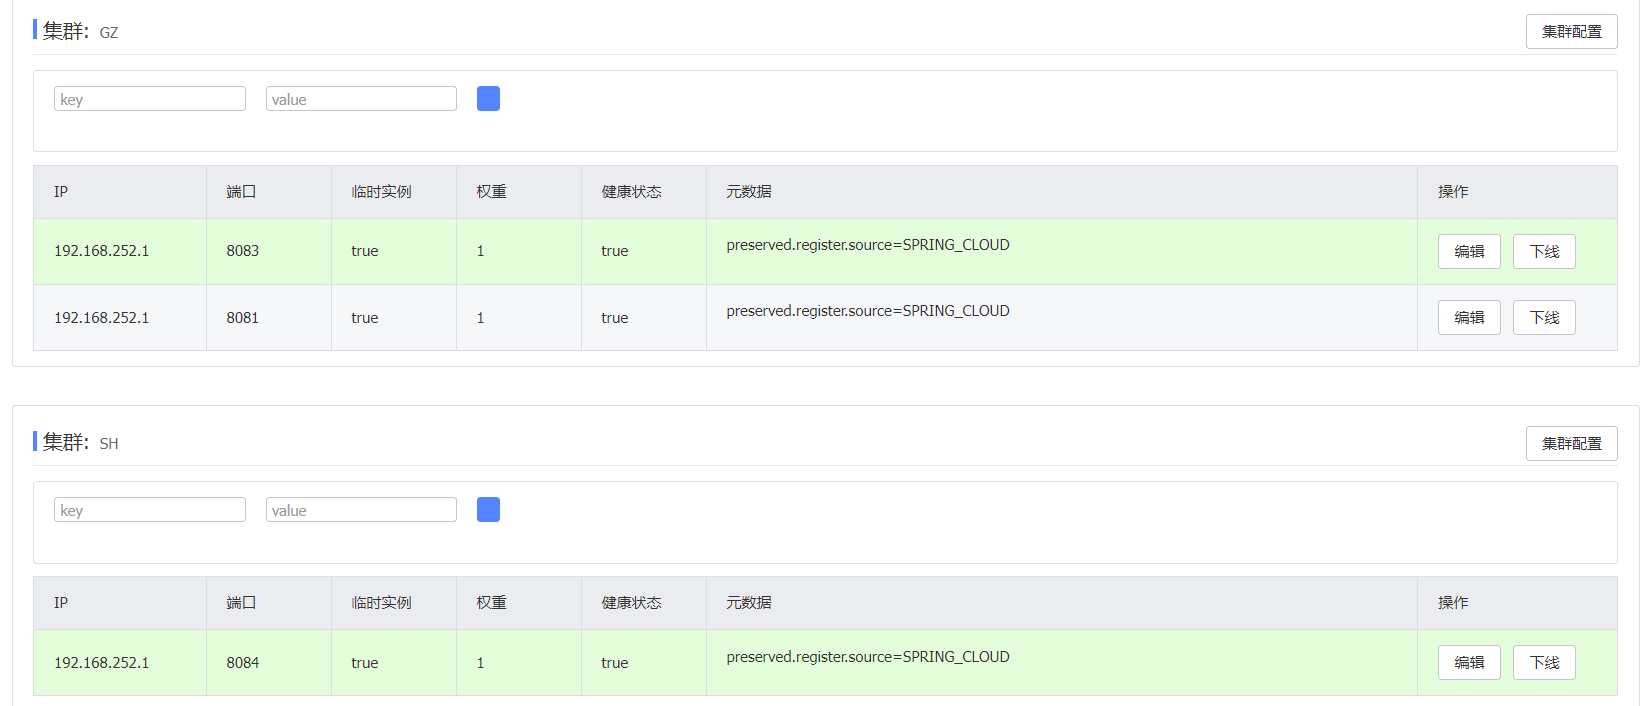 集群: GZ 集群配置
key value
IP 端口 临时实例 权重 健康状态 元数据 操作
192.168.252.1 8083 true 1 true preserved.register.source=SPRING_CLOUD 编辑 下线
192.168.252.1 8081 true 1 true preserved.register.source=SPRING_CLOUD 编辑 下线
集群: SH 集群配置
key value
IP 端口 临时实例 权重 健康状态 元数据 操作
192.168.252.1 8084 true 1 true preserved.register.source=SPRING_CLOUD 编辑 下线